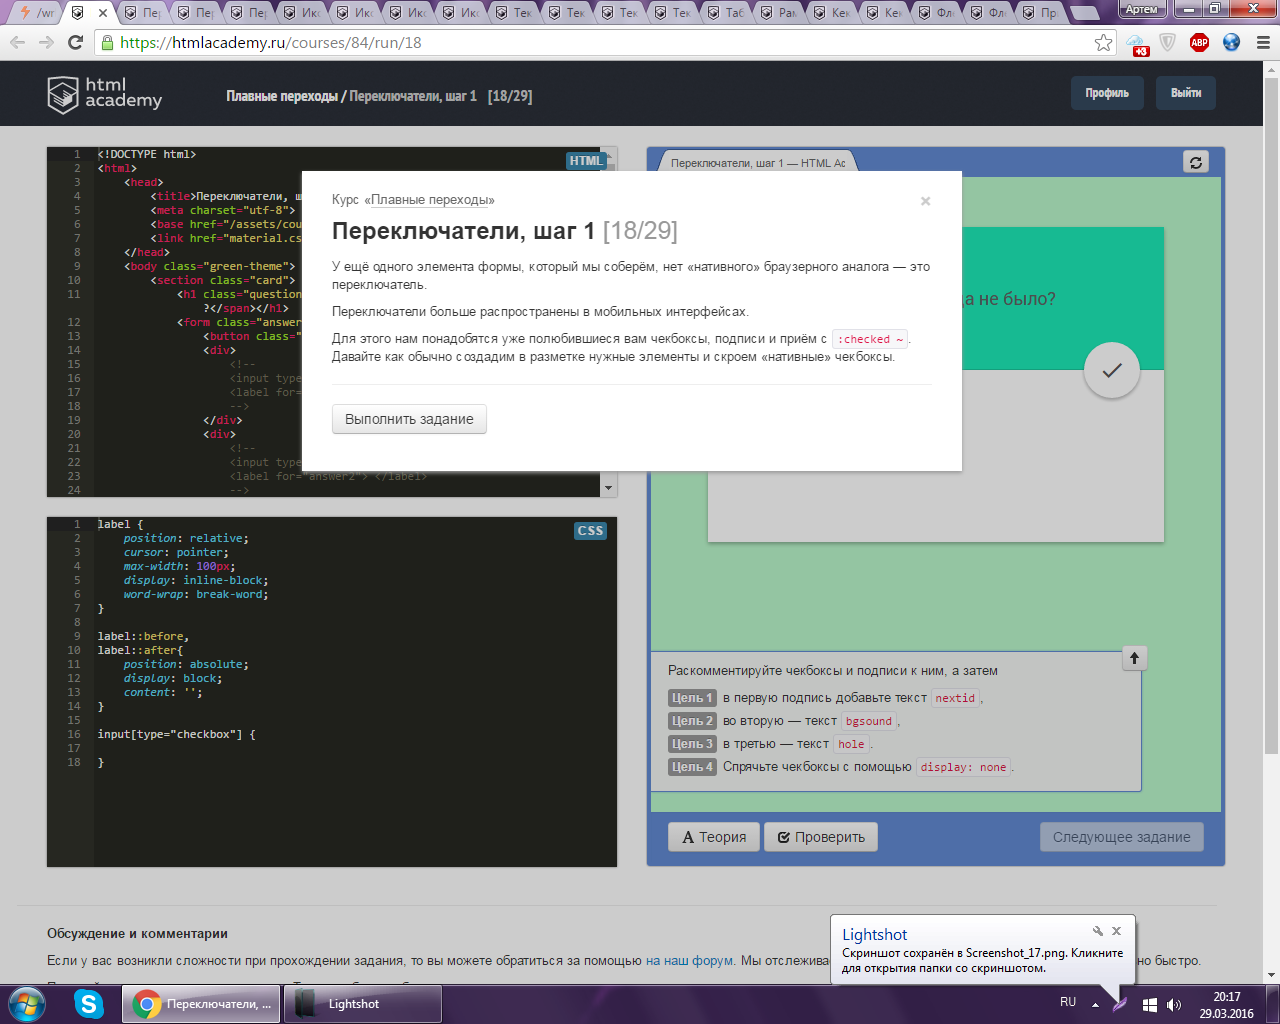 /wr
Пер
Пер
Пер
Ико
Ико
Ико
Тек
Тек
Тек
Тек
Таб
Рам
Кек
Кек
Фле
Фле
Пр
Артем
https://htmlacademy.ru/courses/84/run/18
+3
ABP
html
academy
Плавные переходы / Переключатели, шаг 1 [18/29]
Профиль
Выйти
HTML
1 <!DOCTYPE html>
2 <html>
3 <head>
4 <title>Переключатели, ш
5 <meta charset="utf-8">
6 <base href="/assets/cou
7 <link href="material.cs
8 </head>
9 <body class="green-theme">
10 <section class="card">
11 <h1 class="question
?</span></h1>
12 <form class="answer
13 <button class="
14 <div>
15 <!--
16 <input type
17 <label for=
18 -->
19 </div>
20 <div>
21 <!--
22 <input type
23 <label for="answer2"> </label>
24 -->
Курс «Плавные переходы»
×
Переключатели, шаг 1 [18/29]
У ещё одного элемента формы, который мы соберём, нет «нативного» браузерного аналога — это
переключатель.
Переключатели больше распространены в мобильных интерфейсах.
Для этого нам понадобятся уже полюбившиеся вам чекбоксы, подписи и приём с :checked ~.
Давайте как обычно создадим в разметке нужные элементы и скроем «нативные» чекбоксы.
Выполнить задание
CSS
1 label {
2 position: relative;
3 cursor: pointer;
4 max-width: 100px;
5 display: inline-block;
6 word-wrap: break-word;
7 }
8
9 label::before,
10 label::after{
11 position: absolute;
12 display: block;
13 content: '';
14 }
15
16 input[type="checkbox"] {
17
18 }
Переключатели, шаг 1 — HTML Ac
да не было?
Раскомментируйте чекбоксы и подписи к ним, а затем
Цель 1 в первую подпись добавьте текст nextid,
Цель 2 во вторую — текст bgsound,
Цель 3 в третью — текст hole.
Цель 4 Спрячьте чекбоксы с помощью display: none.
Теория
Проверить
Следующее задание
Обсуждение и комментарии
Если у вас возникли сложности при прохождении задания, то вы можете обратиться за помощью на наш форум. Мы отслежива
но быстро.
Lightshot
Скриншот сохранён в Screenshot_17.png. Кликните
для открытия папки со скриншотом.
Переключатели, ...
Lightshot
RU
20:17
29.03.2016